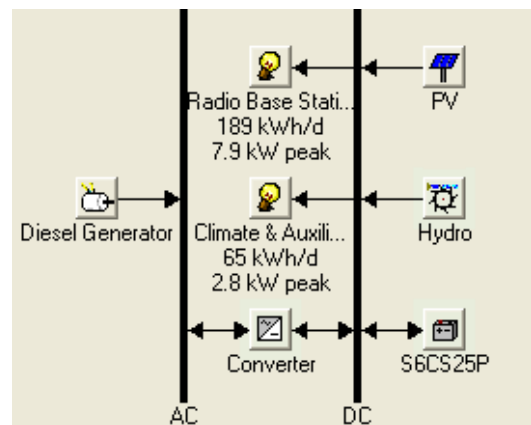 Radio Base Stati...
189 kWh/d
7.9 kW peak
PV
Diesel Generator
Climate & Auxili...
65 kWh/d
2.8 kW peak
Hydro
Converter
S6CS25P
AC
DC